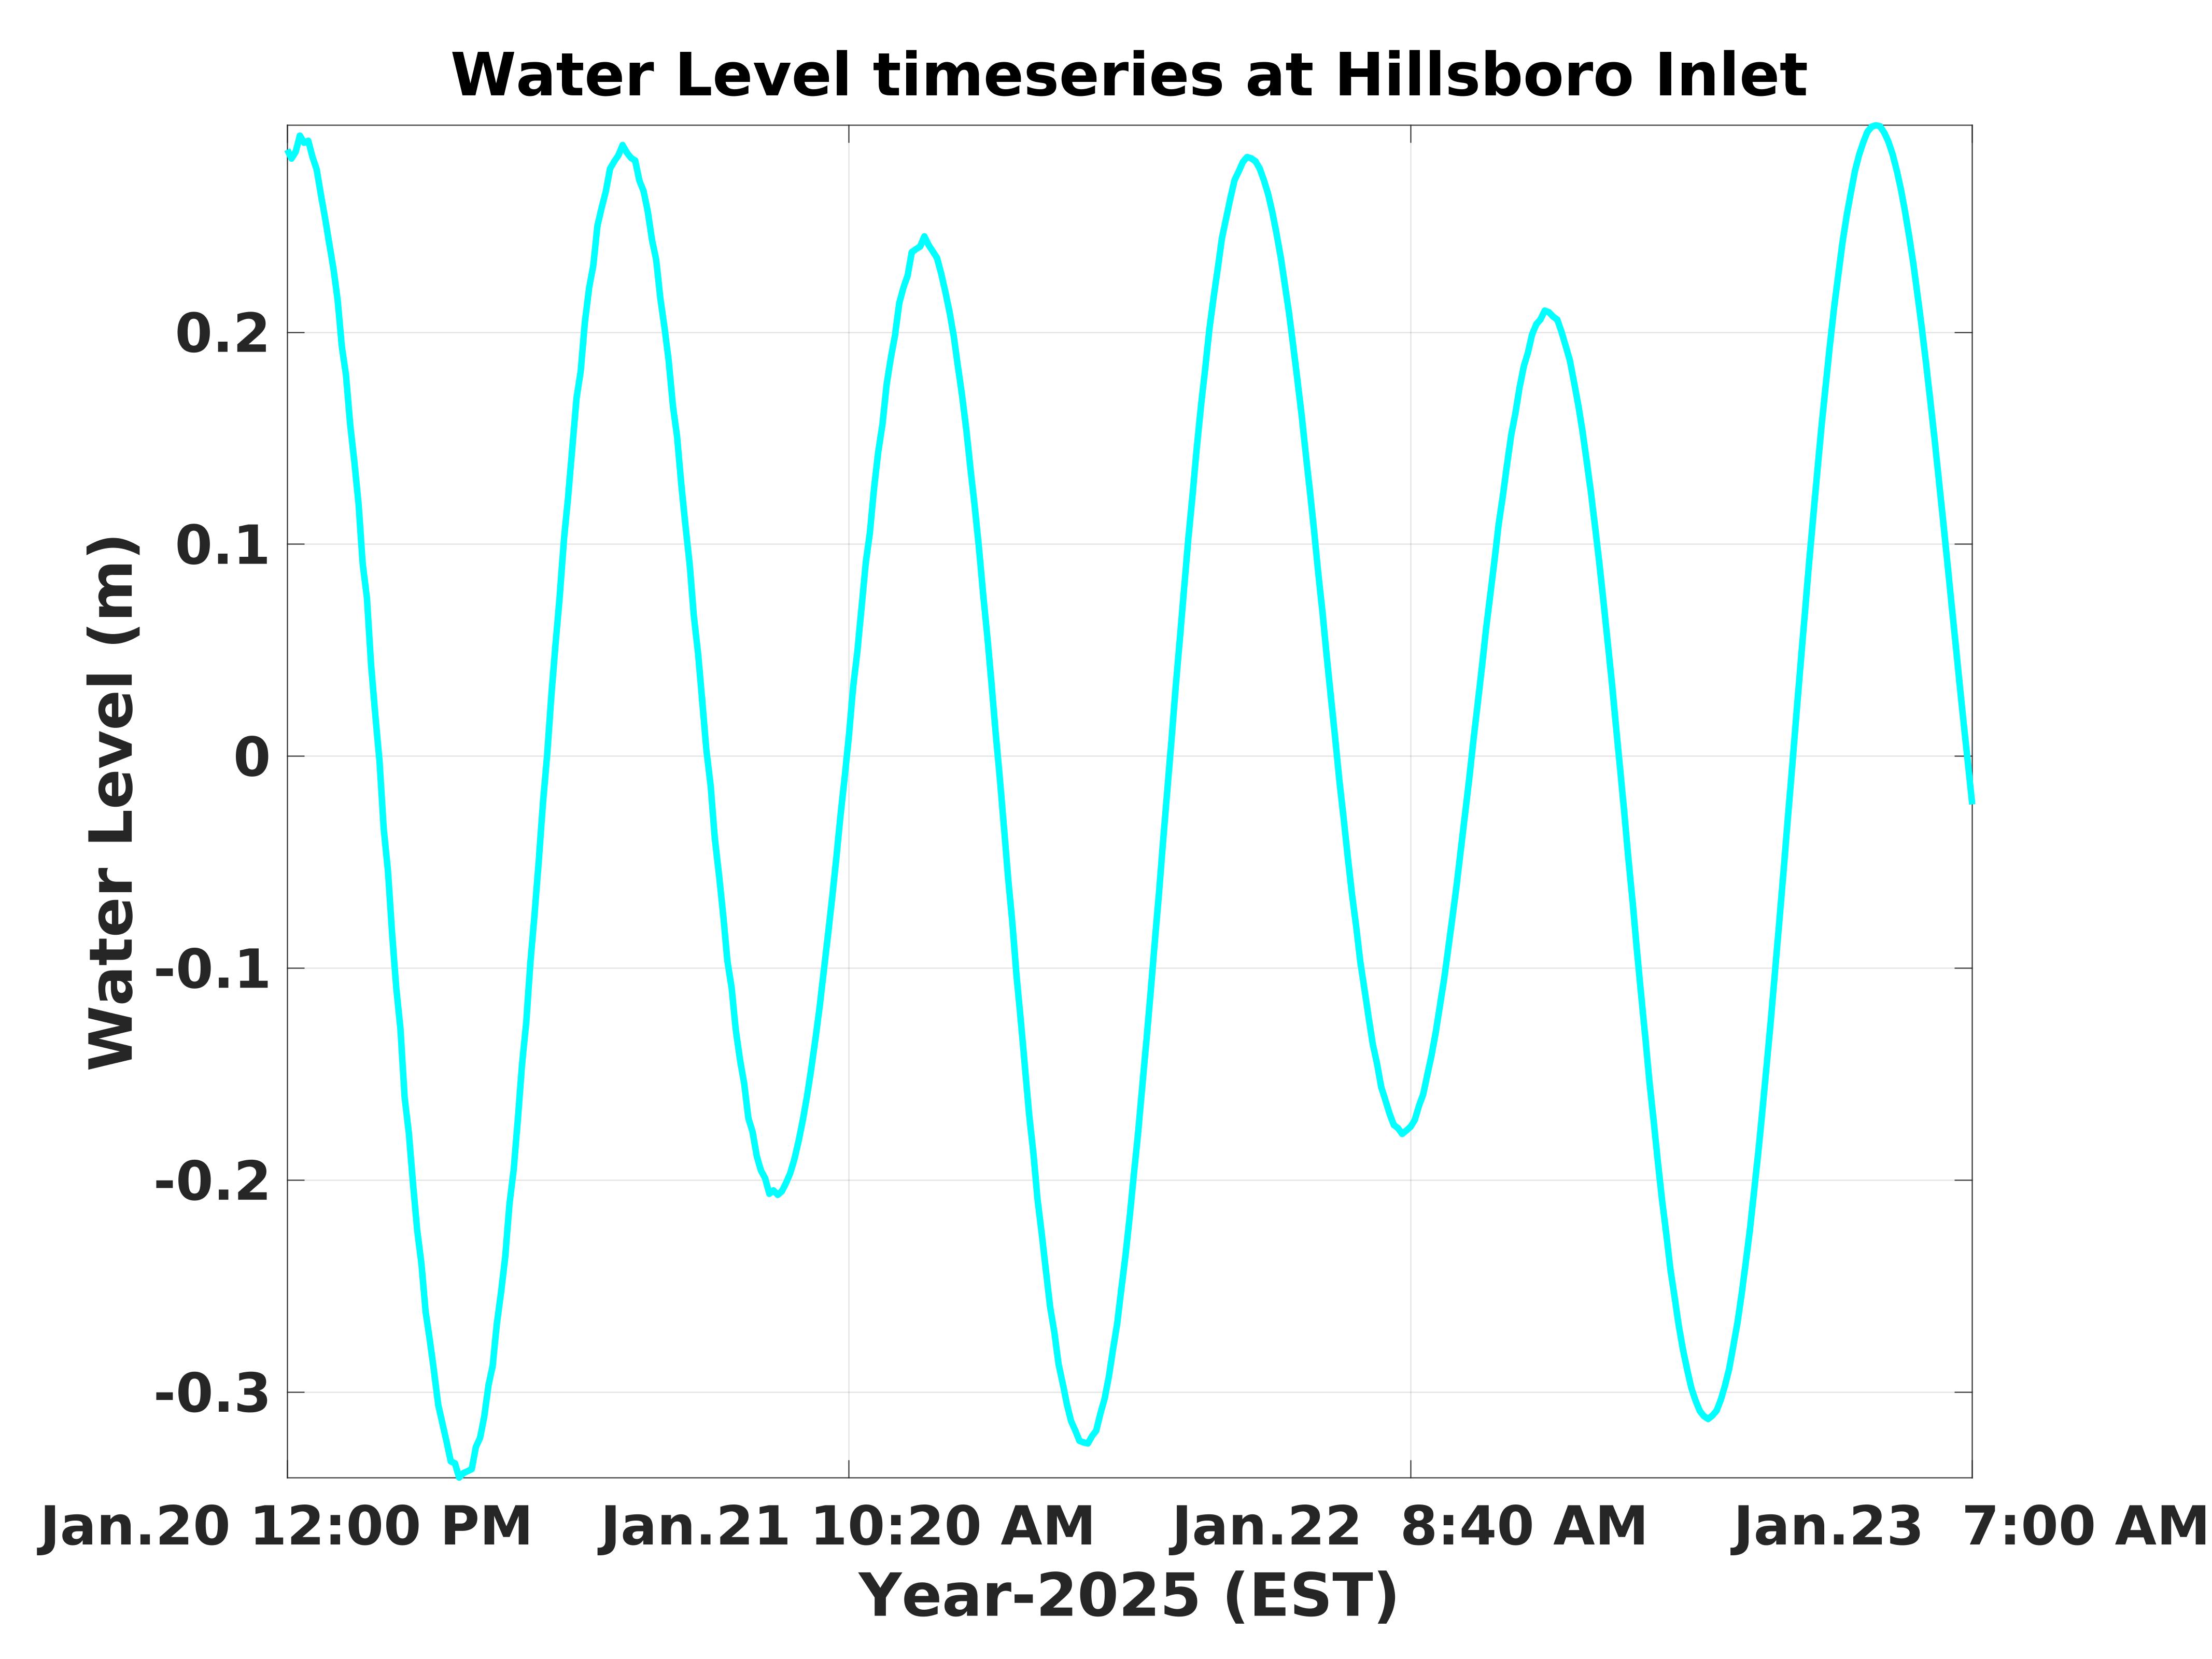 Water Level timeseries at Hillsboro Inlet
Water Level (m)
0.2
0.1
0
-0.1
-0.2
-0.3
Jan.20 12:00 PM
Jan.21 10:20 AM
Jan.22 8:40 AM
Jan.23 7:00 AM
Year-2025 (EST)